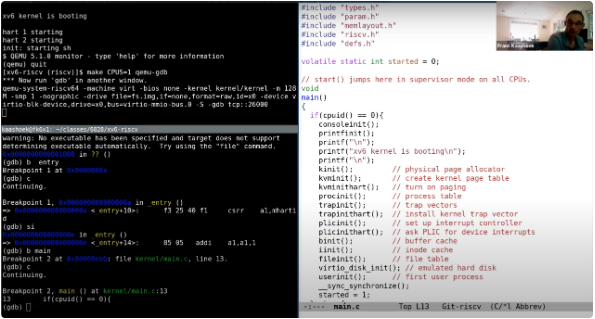 xv6 kernel is booting
hart 1 starting
hart 2 starting
init: starting sh
$ QEMU 5.1.0 monitor - type 'help' for more information
(qemu) quit
[xv6-riscv (riscv)]$ make CPUS=1 qemu-gdb
*** Now run 'gdb' in another window.
qemu-system-riscv64 -machine virt -bios none -kernel kernel/kernel -m 128
M -smp 1 -nographic -drive file=fs.img,if=none,format=raw,id=x0 -device v
irtio-blk-device,drive=x0,bus=virtio-mmio-bus.0 -S -gdb tcp::26000
kaashoek@fk6x1: ~/classes/6828/xv6-riscv
warning: No executable has been specified and target does not support
determining executable automatically.  Try using the "file" command.
0x0000000000001000 in ?? ()
(gdb) b _entry
Breakpoint 1 at 0x8000000a
(gdb) c
Continuing.
Breakpoint 1, 0x000000008000000a in _entry ()
=> 0x000000008000000a <_entry+10>: f3 25 40 f1 csrr a1,mharti
d
(gdb) si
in _entry ()
<_entry+14>: 85 05 addi a1,a1,1
(gdb) b main
Breakpoint 2 at file kernel/main.c, line 13.
(gdb) c
Continuing.
Breakpoint 2, main () at kernel/main.c:13
13 if(cpuid() == 0){
(gdb)
#include "types.h"
#include "param.h"
#include "memlayout.h"
#include "riscv.h"
#include "defs.h"
volatile static int started = 0;
// start() jumps here in supervisor mode on all CPUs.
void
main()
{
if(cpuid() == 0){
consoleinit();
printfinit();
printf("\n");
printf("xv6 kernel is booting\n");
printf("\n");
kinit(); // physical page allocator
kvminit(); // create kernel page table
kvminithart(); // turn on paging
procinit(); // process table
trapinit(); // trap vectors
trapinithart(); // install kernel trap vector
plicinit(); // set up interrupt controller
plicinithart(); // ask PLIC for device interrupts
binit(); // buffer cache
iinit(); // inode cache
fileinit(); // file table
virtio_disk_init(); // emulated hard disk
userinit(); // first user process
__sync_synchronize();
started = 1;
main.c Top L13 Git-riscv (C/*l Abbrev)
Frans Kaashoek